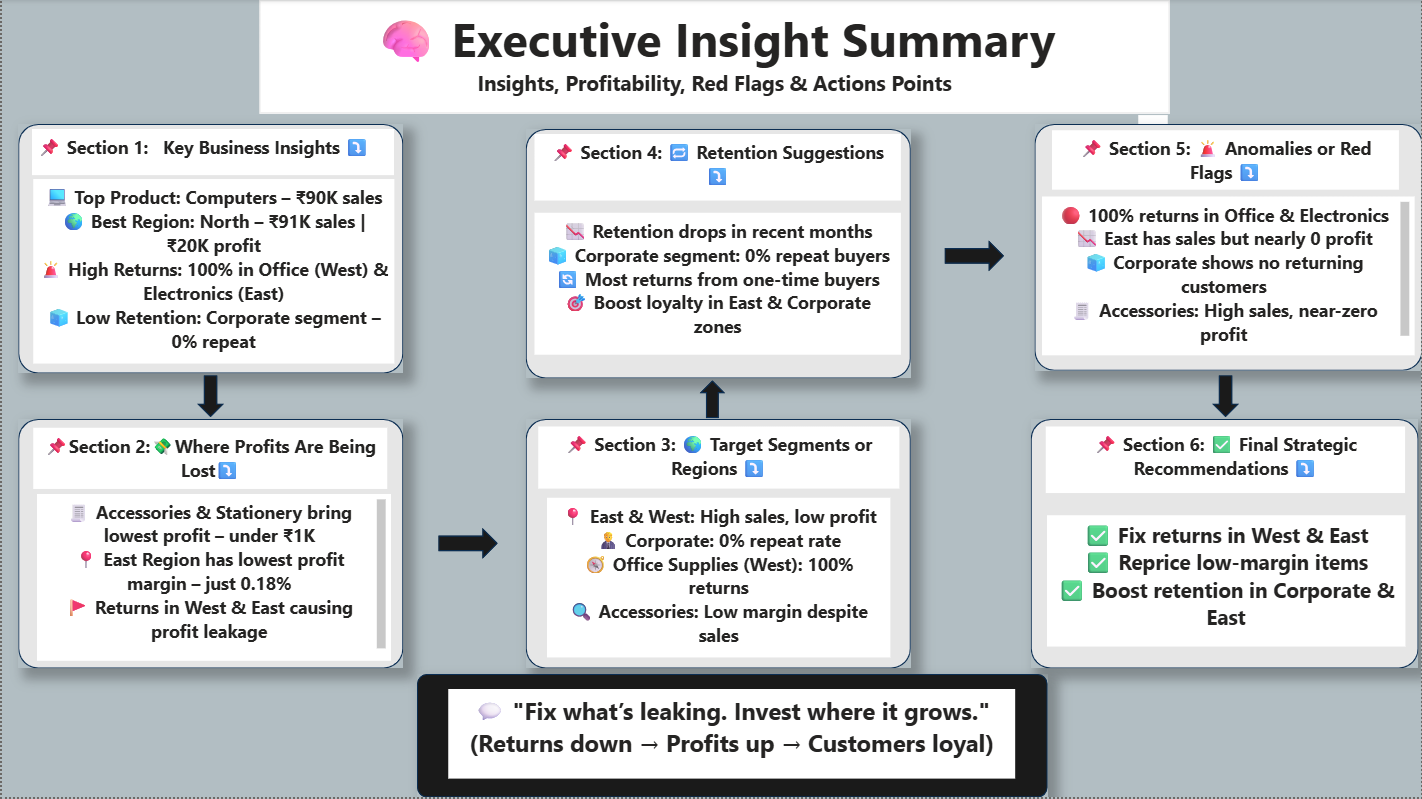 🧠 Executive Insight Summary
Insights, Profitability, Red Flags & Actions Points
📌 Section 1: Key Business Insights ⤵️
💻 Top Product: Computers – ₹90K sales
🌍 Best Region: North – ₹91K sales |
₹20K profit
🚨 High Returns: 100% in Office (West) &
Electronics (East)
🧊 Low Retention: Corporate segment –
0% repeat
📌Section 2:💸Where Profits Are Being
Lost⤵️
🧾 Accessories & Stationery bring
lowest profit – under ₹1K
📍 East Region has lowest profit
margin – just 0.18%
🚩 Returns in West & East causing
profit leakage
📌 Section 3: 🌍 Target Segments or
Regions ⤵️
📍 East & West: High sales, low profit
🧑‍💼 Corporate: 0% repeat rate
🧭 Office Supplies (West): 100%
returns
🔍 Accessories: Low margin despite
sales
📌 Section 4: 🔁 Retention Suggestions
⤵️
📉 Retention drops in recent months
🧊 Corporate segment: 0% repeat buyers
🔄 Most returns from one-time buyers
🎯 Boost loyalty in East & Corporate
zones
📌 Section 5: 🚨 Anomalies or Red
Flags ⤵️
🔴 100% returns in Office & Electronics
📉 East has sales but nearly 0 profit
🧊 Corporate shows no returning
customers
🧾 Accessories: High sales, near-zero
profit
📌 Section 6: ✅ Final Strategic
Recommendations ⤵️
✅ Fix returns in West & East
✅ Reprice low-margin items
✅ Boost retention in Corporate &
East
💬 "Fix what’s leaking. Invest where it grows."
(Returns down → Profits up → Customers loyal)